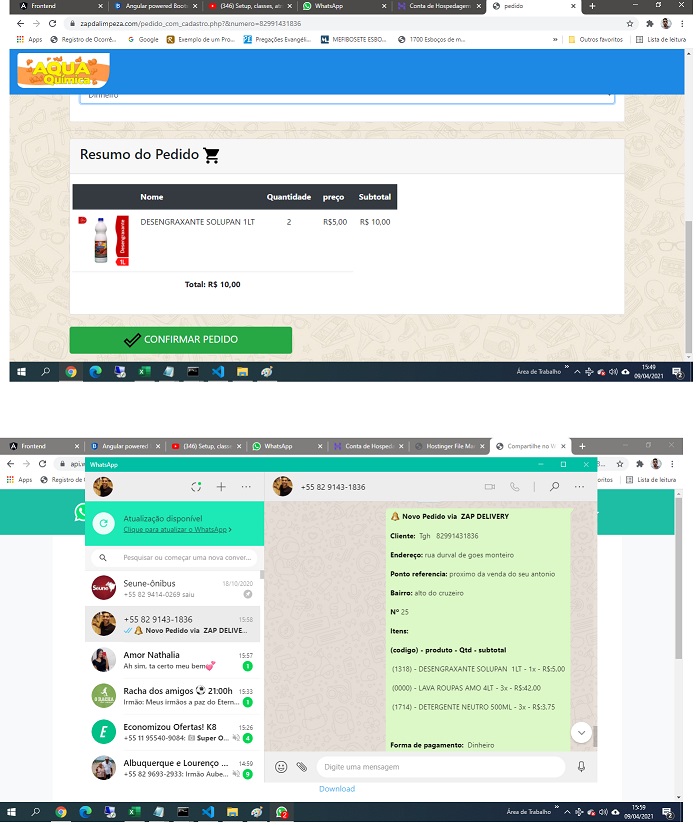 Frontend
Angular powered Boots
(346) Setup, classes, ate
WhatsApp
Conta de Hospedagem
pedido
zapdalimpeza.com/pedido_com_cadastro.php?&numero=82991431836
Apps
Registro de Ocorrê...
Google
Exemplo de um Pro...
Pregações Evangéli...
MEFIBOSETE ESBO...
1700 Esboços de m...
Outros favoritos
Lista de leitura
AQUA
Química
Dinheiro
Resumo do Pedido
Nome Quantidade preço Subtotal
Desengraxante
1L
DESENGRAXANTE SOLUPAN 1LT 2 R$5,00 R$ 10,00
Total: R$ 10,00
CONFIRMAR PEDIDO
Área de Trabalho
15:49
09/04/2021
2
Frontend
Angular powered
(346) Setup, classe
WhatsApp
Conta de Hospeda
Hostinger File Ma
Compartilhe no W
Apps
Registro de
Lista de leitura
WhatsApp
Atualização disponível
Clique para atualizar o WhatsApp
Pesquisar ou começar uma nova conver...
Seune-ônibus 18/10/2020
+55 82 9414-0269 saiu
+55 82 9143-1836 15:58
Novo Pedido via ZAP DELIVE...
Amor Nathalia 15:57
Ah sim, ta certo meu bem 1
Racha dos amigos 21:00h 15:33
Irmão: Meus irmãos a paz do Etern... 1
Economizou Ofertas! K8 15:26
+55 11 95540-9084: Super O... 4
Albuquerque e Lourenço ... 14:59
+55 82 9693-2933: Irmão Aube... 9
+55 82 9143-1836
Novo Pedido via ZAP DELIVERY
Cliente: Tgh 82991431836
Endereço: rua durval de goes monteiro
Ponto referencia: proximo da venda do seu antonio
Bairro: alto do cruzeiro
Nº 25
Itens:
(codigo) - produto - Qtd - subtotal
(1318) - DESENGRAXANTE SOLUPAN 1LT - 1x - R$:5.00
(0000) - LAVA ROUPAS AMO 4LT - 3x - R$:42.00
(1714) - DETERGENTE NEUTRO 500ML - 3x - R$:3.75
Forma de pagamento: Dinheiro
Digite uma mensagem
Download
Área de Trabalho
15:59
09/04/2021
2